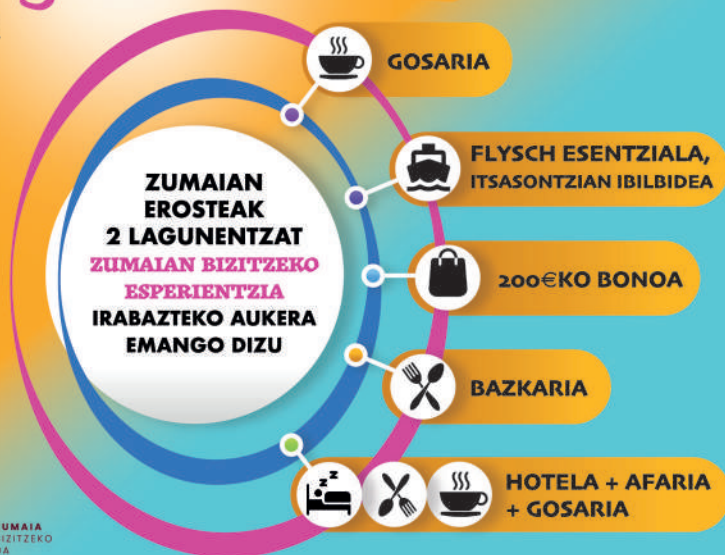 GOSARIA
FLYSCH ESENTZIALA,
ITSASONTZIAN IBILBIDEA
ZUMAIAN
EROSTEAK
2 LAGUNENTZAT
ZUMAIAN BIZITZEKO
ESPERIENTZIA
IRABAZTEKO AUKERA
EMANGO DIZU
200€KO BONOA
BAZKARIA
HOTELA + AFARIA
+ GOSARIA